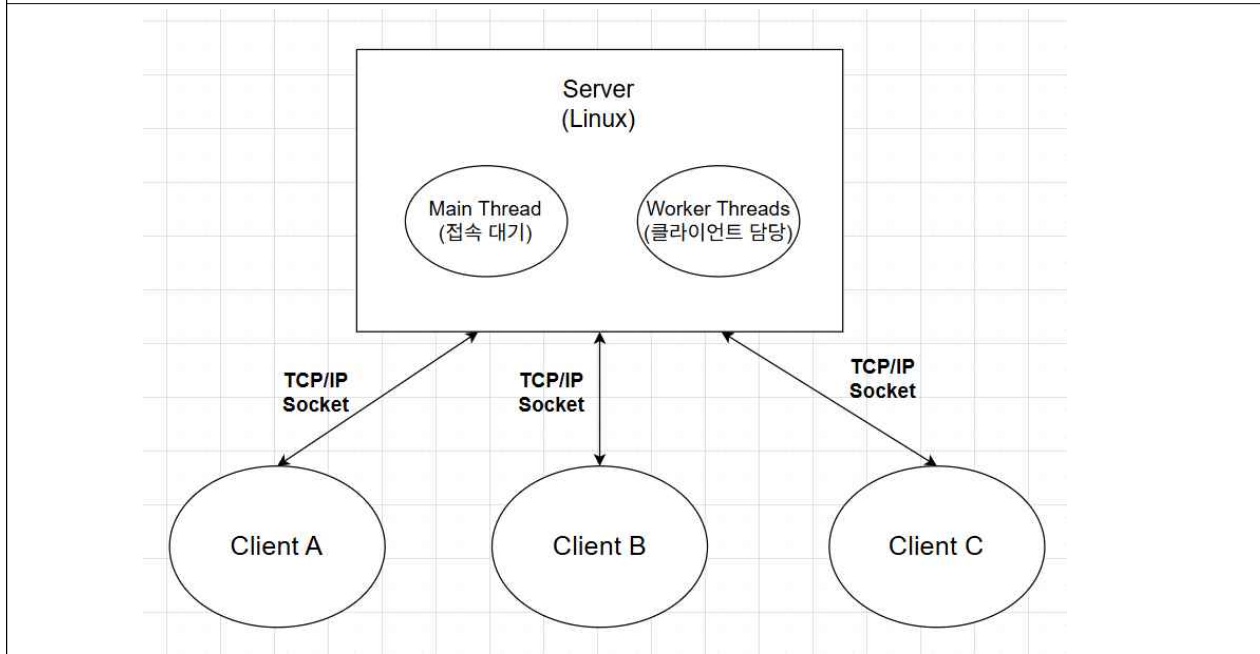 Server
(Linux)
Main Thread
(접속 대기)
Worker Threads
(클라이언트 담당)
TCP/IP
Socket
TCP/IP
Socket
TCP/IP
Socket
Client A
Client B
Client C